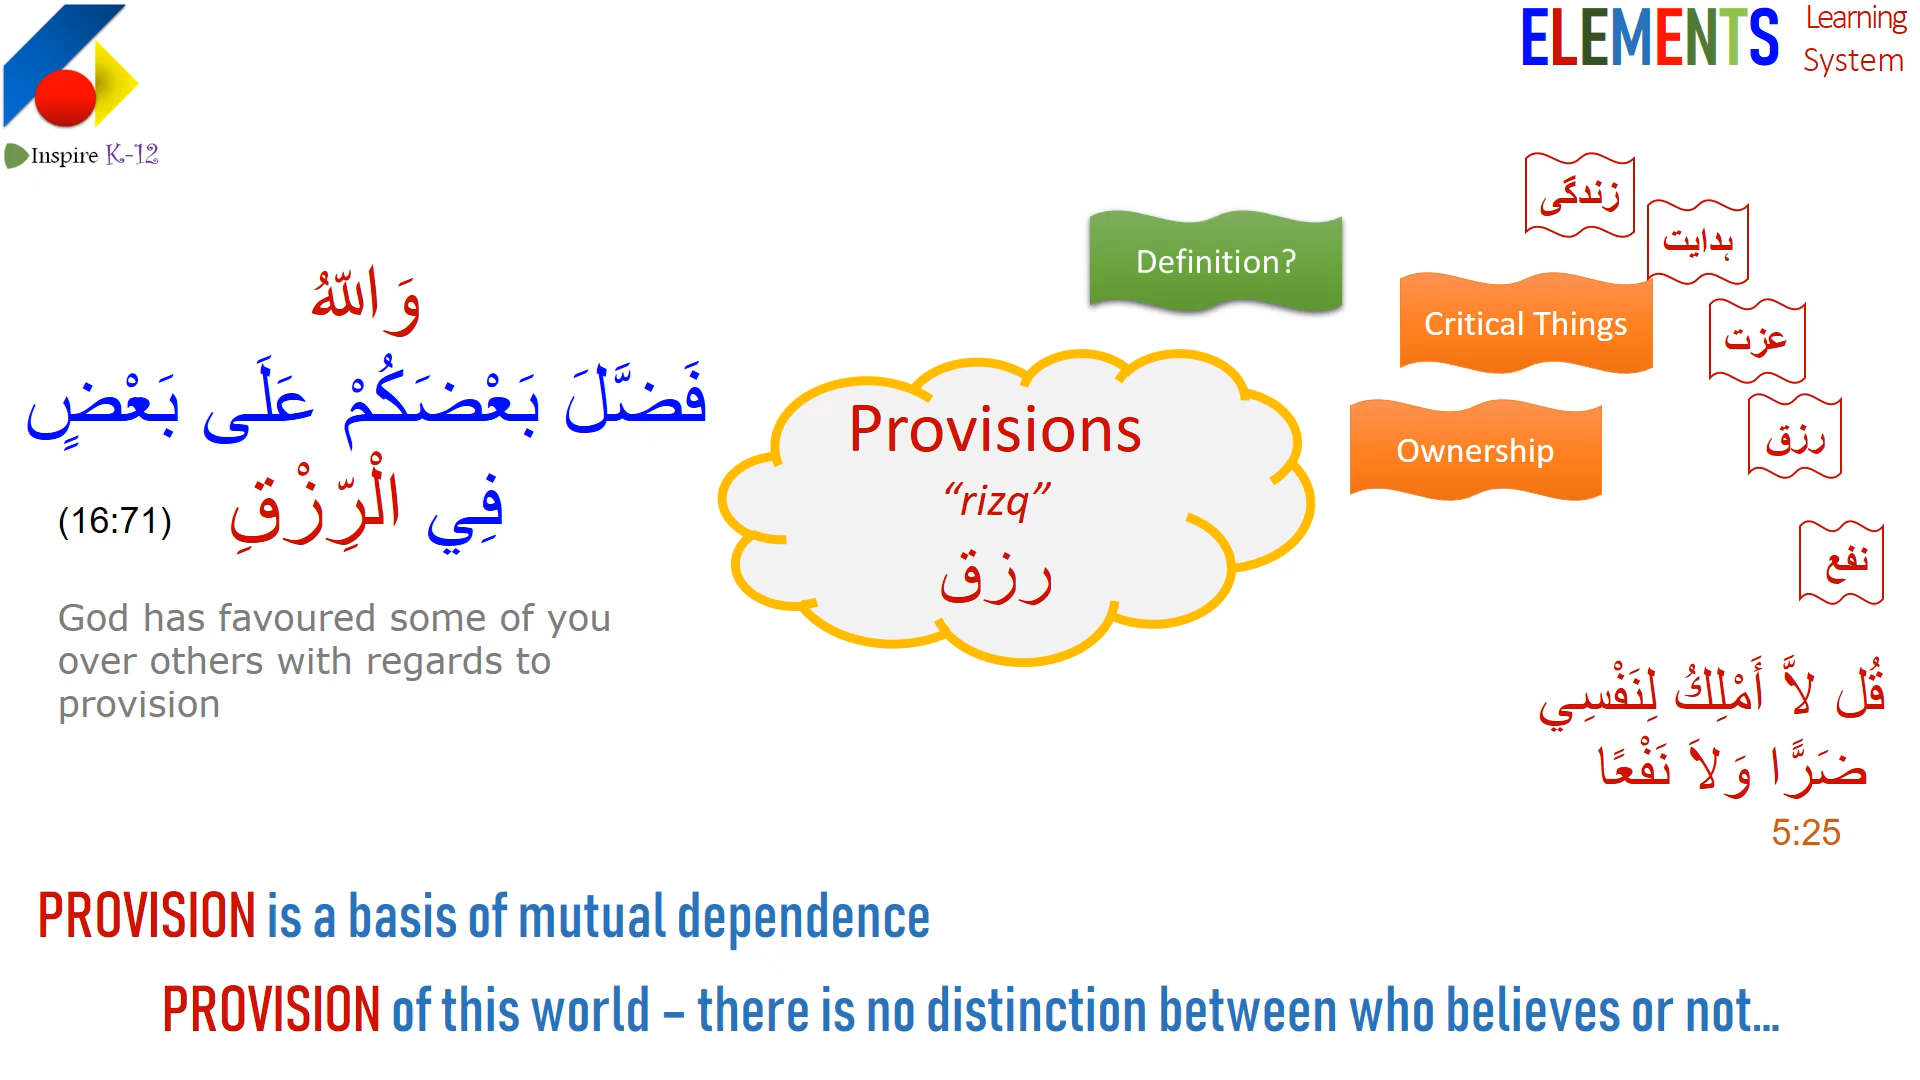 ELEMENTS Learning
System
Inspire K-12
زندگی
ہدایت
Definition?
Critical Things
عزت
Ownership
رزق
نفع
وَاللّهُ
فَضَّلَ بَعْضَكُمْ عَلَى بَعْضٍ
فِي الْرِّزْقِ (16:71)
God has favoured some of you
over others with regards to
provision
Provisions
“rizq”
رزق
قُل لاَّ أَمْلِكُ لِنَفْسِي
ضَرًّا وَلاَ نَفْعًا
5:25
PROVISION is a basis of mutual dependence
PROVISION of this world – there is no distinction between who believes or not...